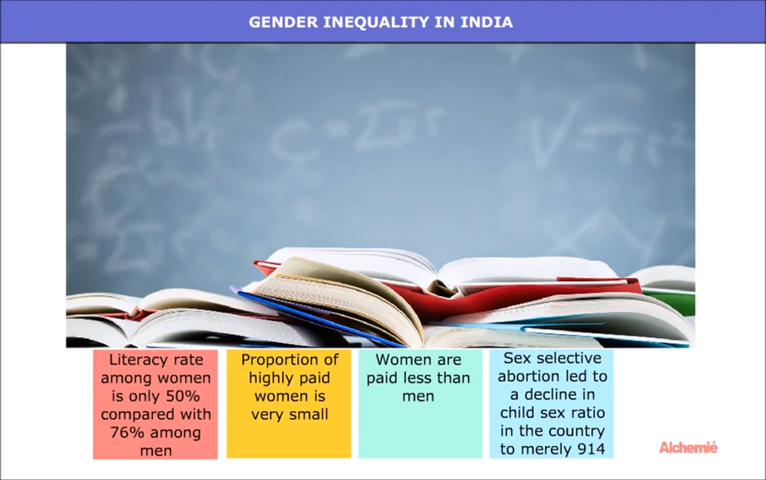 GENDER INEQUALITY IN INDIA
C = 2πr
Literacy rate
among women
is only 50%
compared with
76% among
men
Proportion of
highly paid
women is
very small
Women are
paid less than
men
Sex selective
abortion led to
a decline in
child sex ratio
in the country
to merely 914
Alchemié